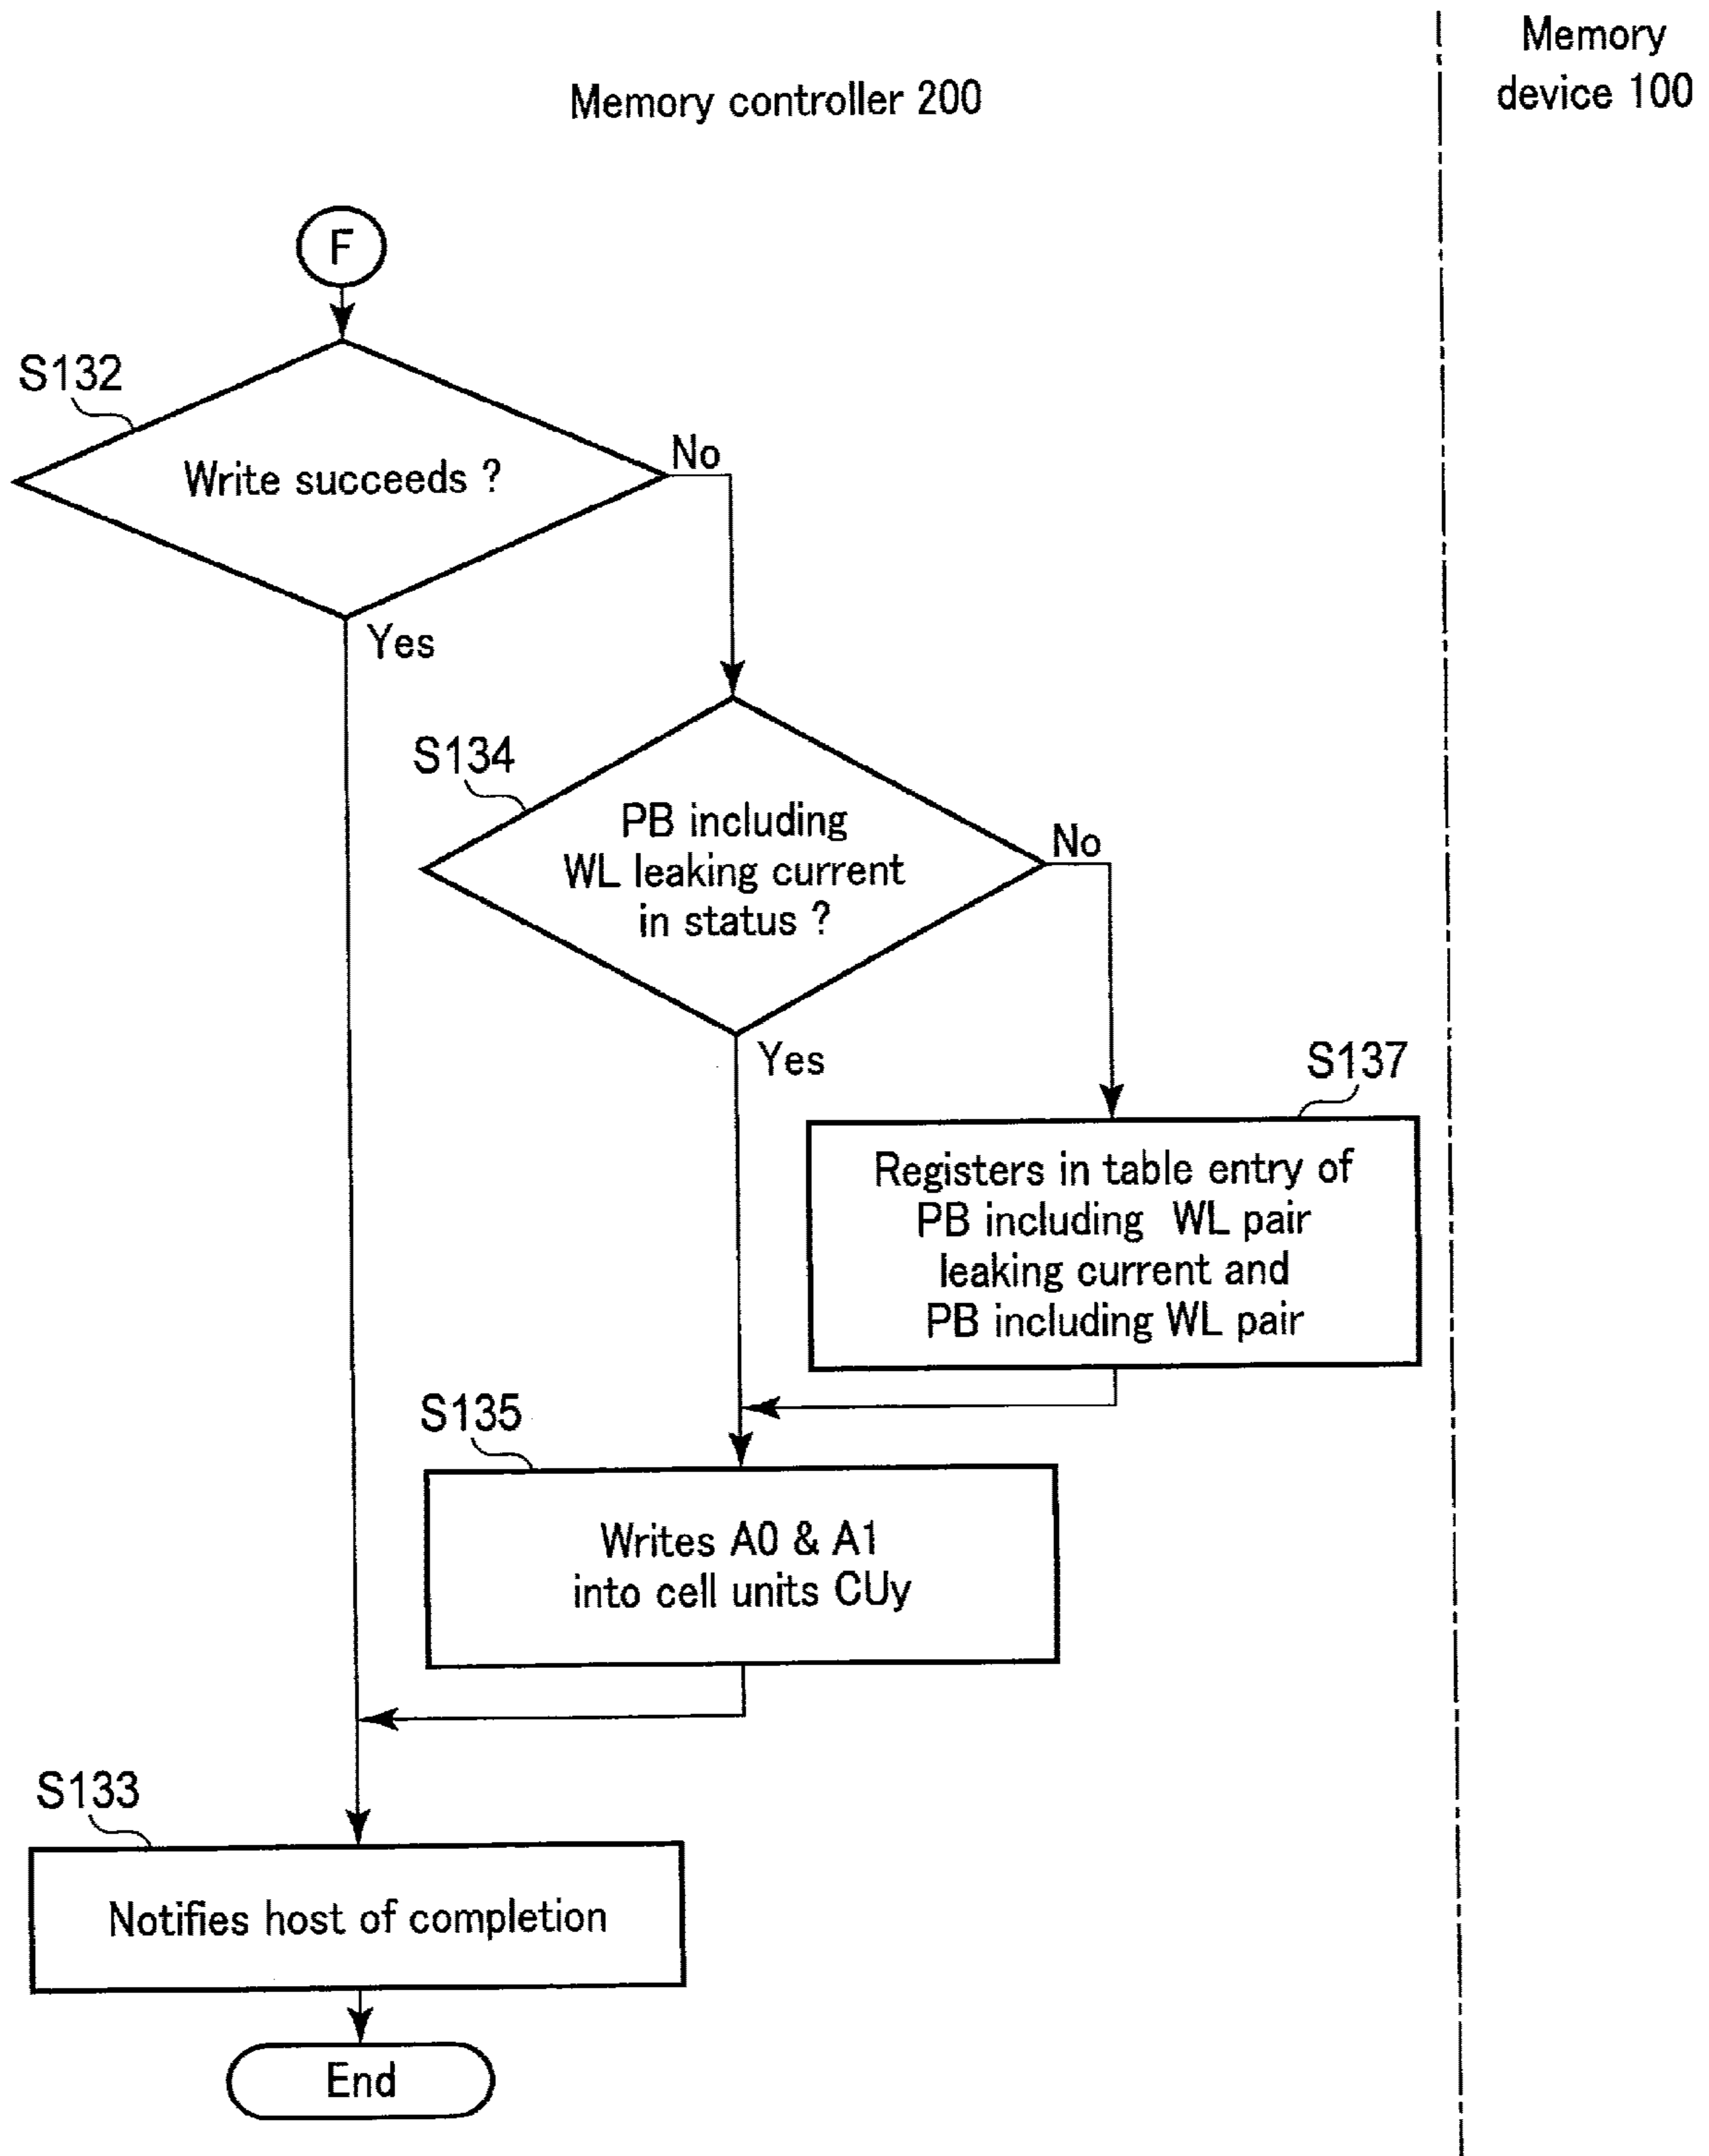 Memory controller 200
Memory
device 100
F
S132
Write succeeds ?
No
Yes
S134
PB including
WL leaking current
in status ?
No
Yes
S137
Registers in table entry of
PB including WL pair
leaking current and
PB including WL pair
S135
Writes A0 & A1
into cell units CUy
S133
Notifies host of completion
End